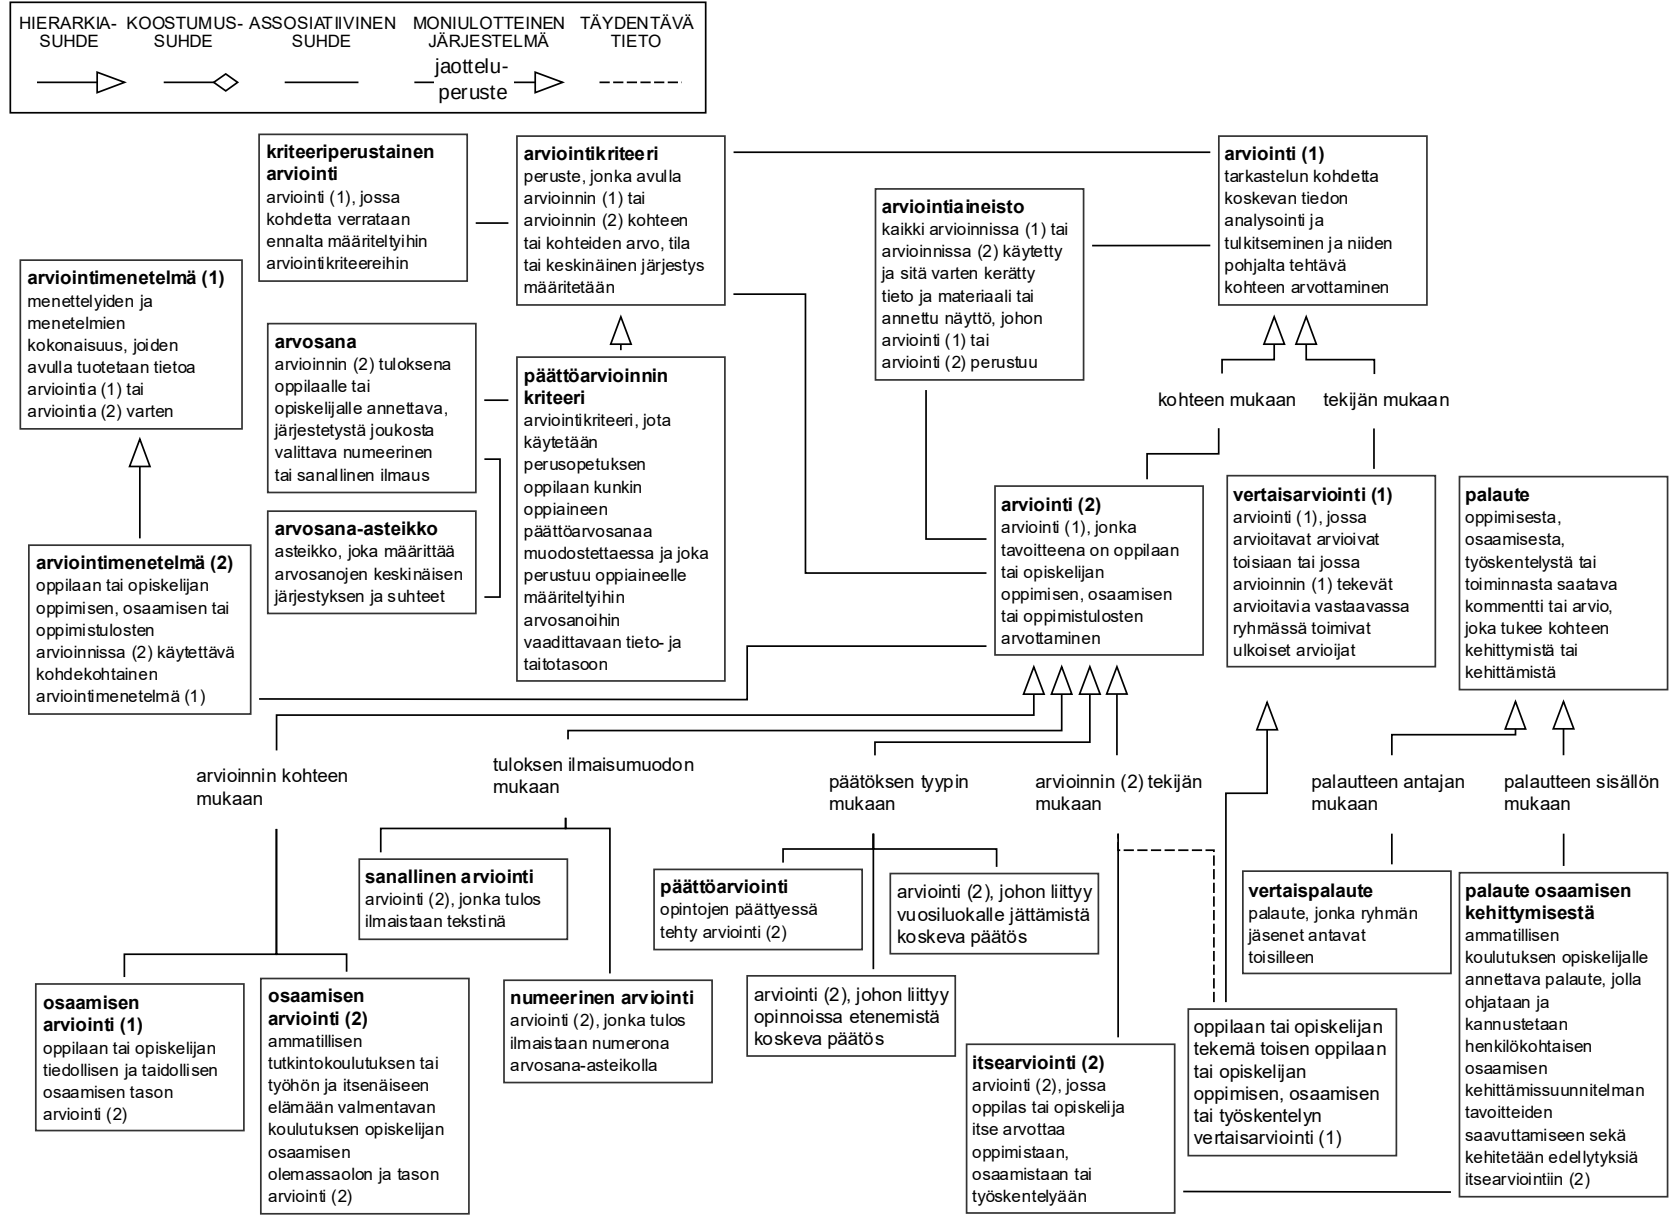 HIERARKIA-
SUHDE
KOOSTUMUS-
SUHDE
ASSOSIATIIVINEN
SUHDE
MONIULOTTEINEN
JÄRJESTELMÄ
jaottelu-
peruste
TÄYDENTÄVÄ
TIETO
kriteeriperustainen
arviointi
arviointi (1), jossa
kohdetta verrataan
ennalta määriteltyihin
arviointikriteereihin
arviointikriteeri
peruste, jonka avulla
arvioinnin (1) tai
arvioinnin (2) kohteen
tai kohteiden arvo, tila
tai keskinäinen järjestys
määritetään
arviointiaineisto
kaikki arvioinnissa (1) tai
arvioinnissa (2) käytetty
ja sitä varten kerätty
tieto ja materiaali tai
annettu näyttö, johon
arviointi (1) tai
arviointi (2) perustuu
arviointi (1)
tarkastelun kohdetta
koskevan tiedon
analysointi ja
tulkitseminen ja niiden
pohjalta tehtävä
kohteen arvottaminen
arviointimenetelmä (1)
menettelyiden ja
menetelmien
kokonaisuus, joiden
avulla tuotetaan tietoa
arviointia (1) tai
arviointia (2) varten
arvosana
arvioinnin (2) tuloksena
oppilaalle tai
opiskelijalle annettava,
järjestetystä joukosta
valittava numeerinen
tai sanallinen ilmaus
päättöarvioinnin
kriteeri
arviointikriteeri, jota
käytetään
perusopetuksen
oppilaan kunkin
oppiaineen
päättöarvosanaa
muodostettaessa ja joka
perustuu oppiaineelle
määriteltyihin
arvosanoihin
vaadittavaan tieto- ja
taitotasoon
kohteen mukaan
tekijän mukaan
arvosana-asteikko
asteikko, joka määrittää
arvosanojen keskinäisen
järjestyksen ja suhteet
arviointimenetelmä (2)
oppilaan tai opiskelijan
oppimisen, osaamisen tai
oppimistulosten
arvioinnissa (2) käytettävä
kohdekohtainen
arviointimenetelmä (1)
arviointi (2)
arviointi (1), jonka
tavoitteena on oppilaan
tai opiskelijan
oppimisen, osaamisen
tai oppimistulosten
arvottaminen
vertaisarviointi (1)
arviointi (1), jossa
arvioitavat arvioivat
toisiaan tai jossa
arvioinnin (1) tekevät
arvioitavia vastaavassa
ryhmässä toimivat
ulkoiset arvioijat
palaute
oppimisesta,
osaamisesta,
työskentelystä tai
toiminnasta saatava
kommentti tai arvio,
joka tukee kohteen
kehittymistä tai
kehittämistä
arvioinnin kohteen
mukaan
tuloksen ilmaisumuodon
mukaan
päätöksen tyypin
mukaan
arvioinnin (2) tekijän
mukaan
palautteen antajan
mukaan
palautteen sisällön
mukaan
sanallinen arviointi
arviointi (2), jonka tulos
ilmaistaan tekstinä
päättöarviointi
opintojen päättyessä
tehty arviointi (2)
arviointi (2), johon liittyy
vuosiluokalle jättämistä
koskeva päätös
vertaispalaute
palaute, jonka ryhmän
jäsenet antavat
toisilleen
palaute osaamisen
kehittymisestä
ammatillisen
koulutuksen opiskelijalle
annettava palaute, jolla
ohjataan ja
kannustetaan
henkilökohtaisen
osaamisen
kehittämissuunnitelman
tavoitteiden
saavuttamiseen sekä
kehitetään edellytyksiä
itsearviointiin (2)
osaamisen
arviointi (1)
oppilaan tai opiskelijan
tiedollisen ja taidollisen
osaamisen tason
arviointi (2)
osaamisen
arviointi (2)
ammatillisen
tutkintokoulutuksen tai
työhön ja itsenäiseen
elämään valmentavan
koulutuksen opiskelijan
osaamisen
olemassaolon ja tason
arviointi (2)
numeerinen arviointi
arviointi (2), jonka tulos
ilmaistaan numerona
arvosana-asteikolla
arviointi (2), johon liittyy
opinnoissa etenemistä
koskeva päätös
itsearviointi (2)
arviointi (2), jossa
oppilas tai opiskelija
itse arvottaa
oppimistaan,
osaamistaan tai
työskentelyään
oppilaan tai opiskelijan
tekemä toisen oppilaan
tai opiskelijan
oppimisen, osaamisen
tai työskentelyn
vertaisarviointi (1)